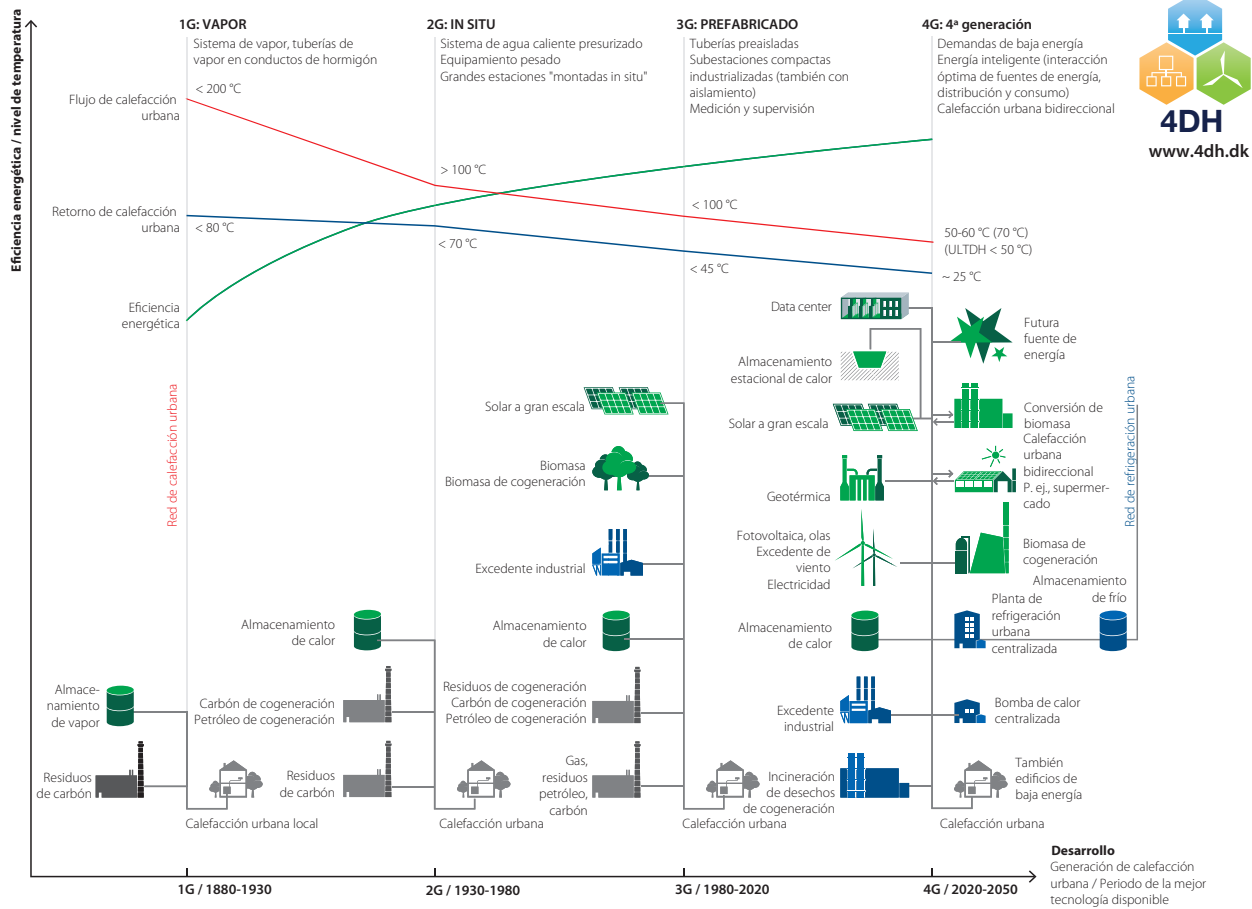 Eficiencia energética / nivel de temperatura
1G: VAPOR
Sistema de vapor, tuberías de
vapor en conductos de hormigón
2G: IN SITU
Sistema de agua caliente presurizado
Equipamiento pesado
Grandes estaciones "montadas in situ"
3G: PREFABRICADO
Tuberías preaisladas
Subestaciones compactas
industrializadas (también con
aislamiento)
Medición y supervisión
4G: 4ª generación
Demandas de baja energía
Energía inteligente (interacción
óptima de fuentes de energía,
distribución y consumo)
Calefacción urbana bidireccional
4DH
www.4dh.dk
Flujo de calefacción
urbana
< 200 °C
> 100 °C
< 100 °C
50-60 °C (70 °C)
(ULTDH < 50 °C)
Retorno de calefacción
urbana
< 80 °C
< 70 °C
< 45 °C
~ 25 °C
Eficiencia
energética
Red de calefacción urbana
Almace-
namiento
de vapor
Residuos
de carbón
Calefacción urbana local
Almacenamiento
de calor
Carbón de cogeneración
Petróleo de cogeneración
Residuos
de carbón
Calefacción urbana
Solar a gran escala
Biomasa
Biomasa de cogeneración
Excedente industrial
Almacenamiento
de calor
Residuos de cogeneración
Carbón de cogeneración
Petróleo de cogeneración
Gas,
residuos
petróleo,
carbón
Calefacción urbana
Data center
Almacenamiento
estacional de calor
Solar a gran escala
Geotérmica
Fotovoltaica, olas
Excedente de
viento
Electricidad
Almacenamiento
de calor
Excedente
industrial
Incineración
de desechos
de cogeneración
Futura
fuente de
energía
Conversión de
biomasa
Calefacción
urbana
bidireccional
P. ej., supermer-
cado
Biomasa de
cogeneración
Almacenamiento
de frío
Planta de
refrigeración
urbana
centralizada
Bomba de calor
centralizada
También
edificios de
baja energía
Calefacción urbana
Red de refrigeración urbana
1G / 1880-1930
2G / 1930-1980
3G / 1980-2020
4G / 2020-2050
Desarrollo
Generación de calefacción
urbana / Periodo de la mejor
tecnología disponible